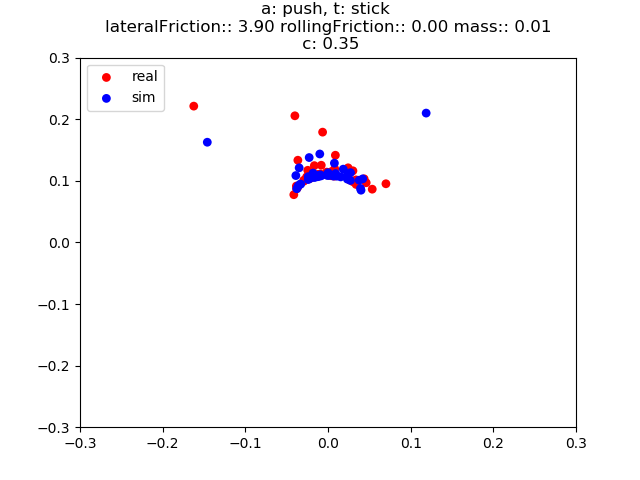 a: push, t: stick
lateralFriction:: 3.90 rollingFriction:: 0.00 mass:: 0.01
c: 0.35
real
sim
0.3
0.2
0.1
0.0
−0.1
−0.2
−0.3
−0.3
−0.2
−0.1
0.0
0.1
0.2
0.3